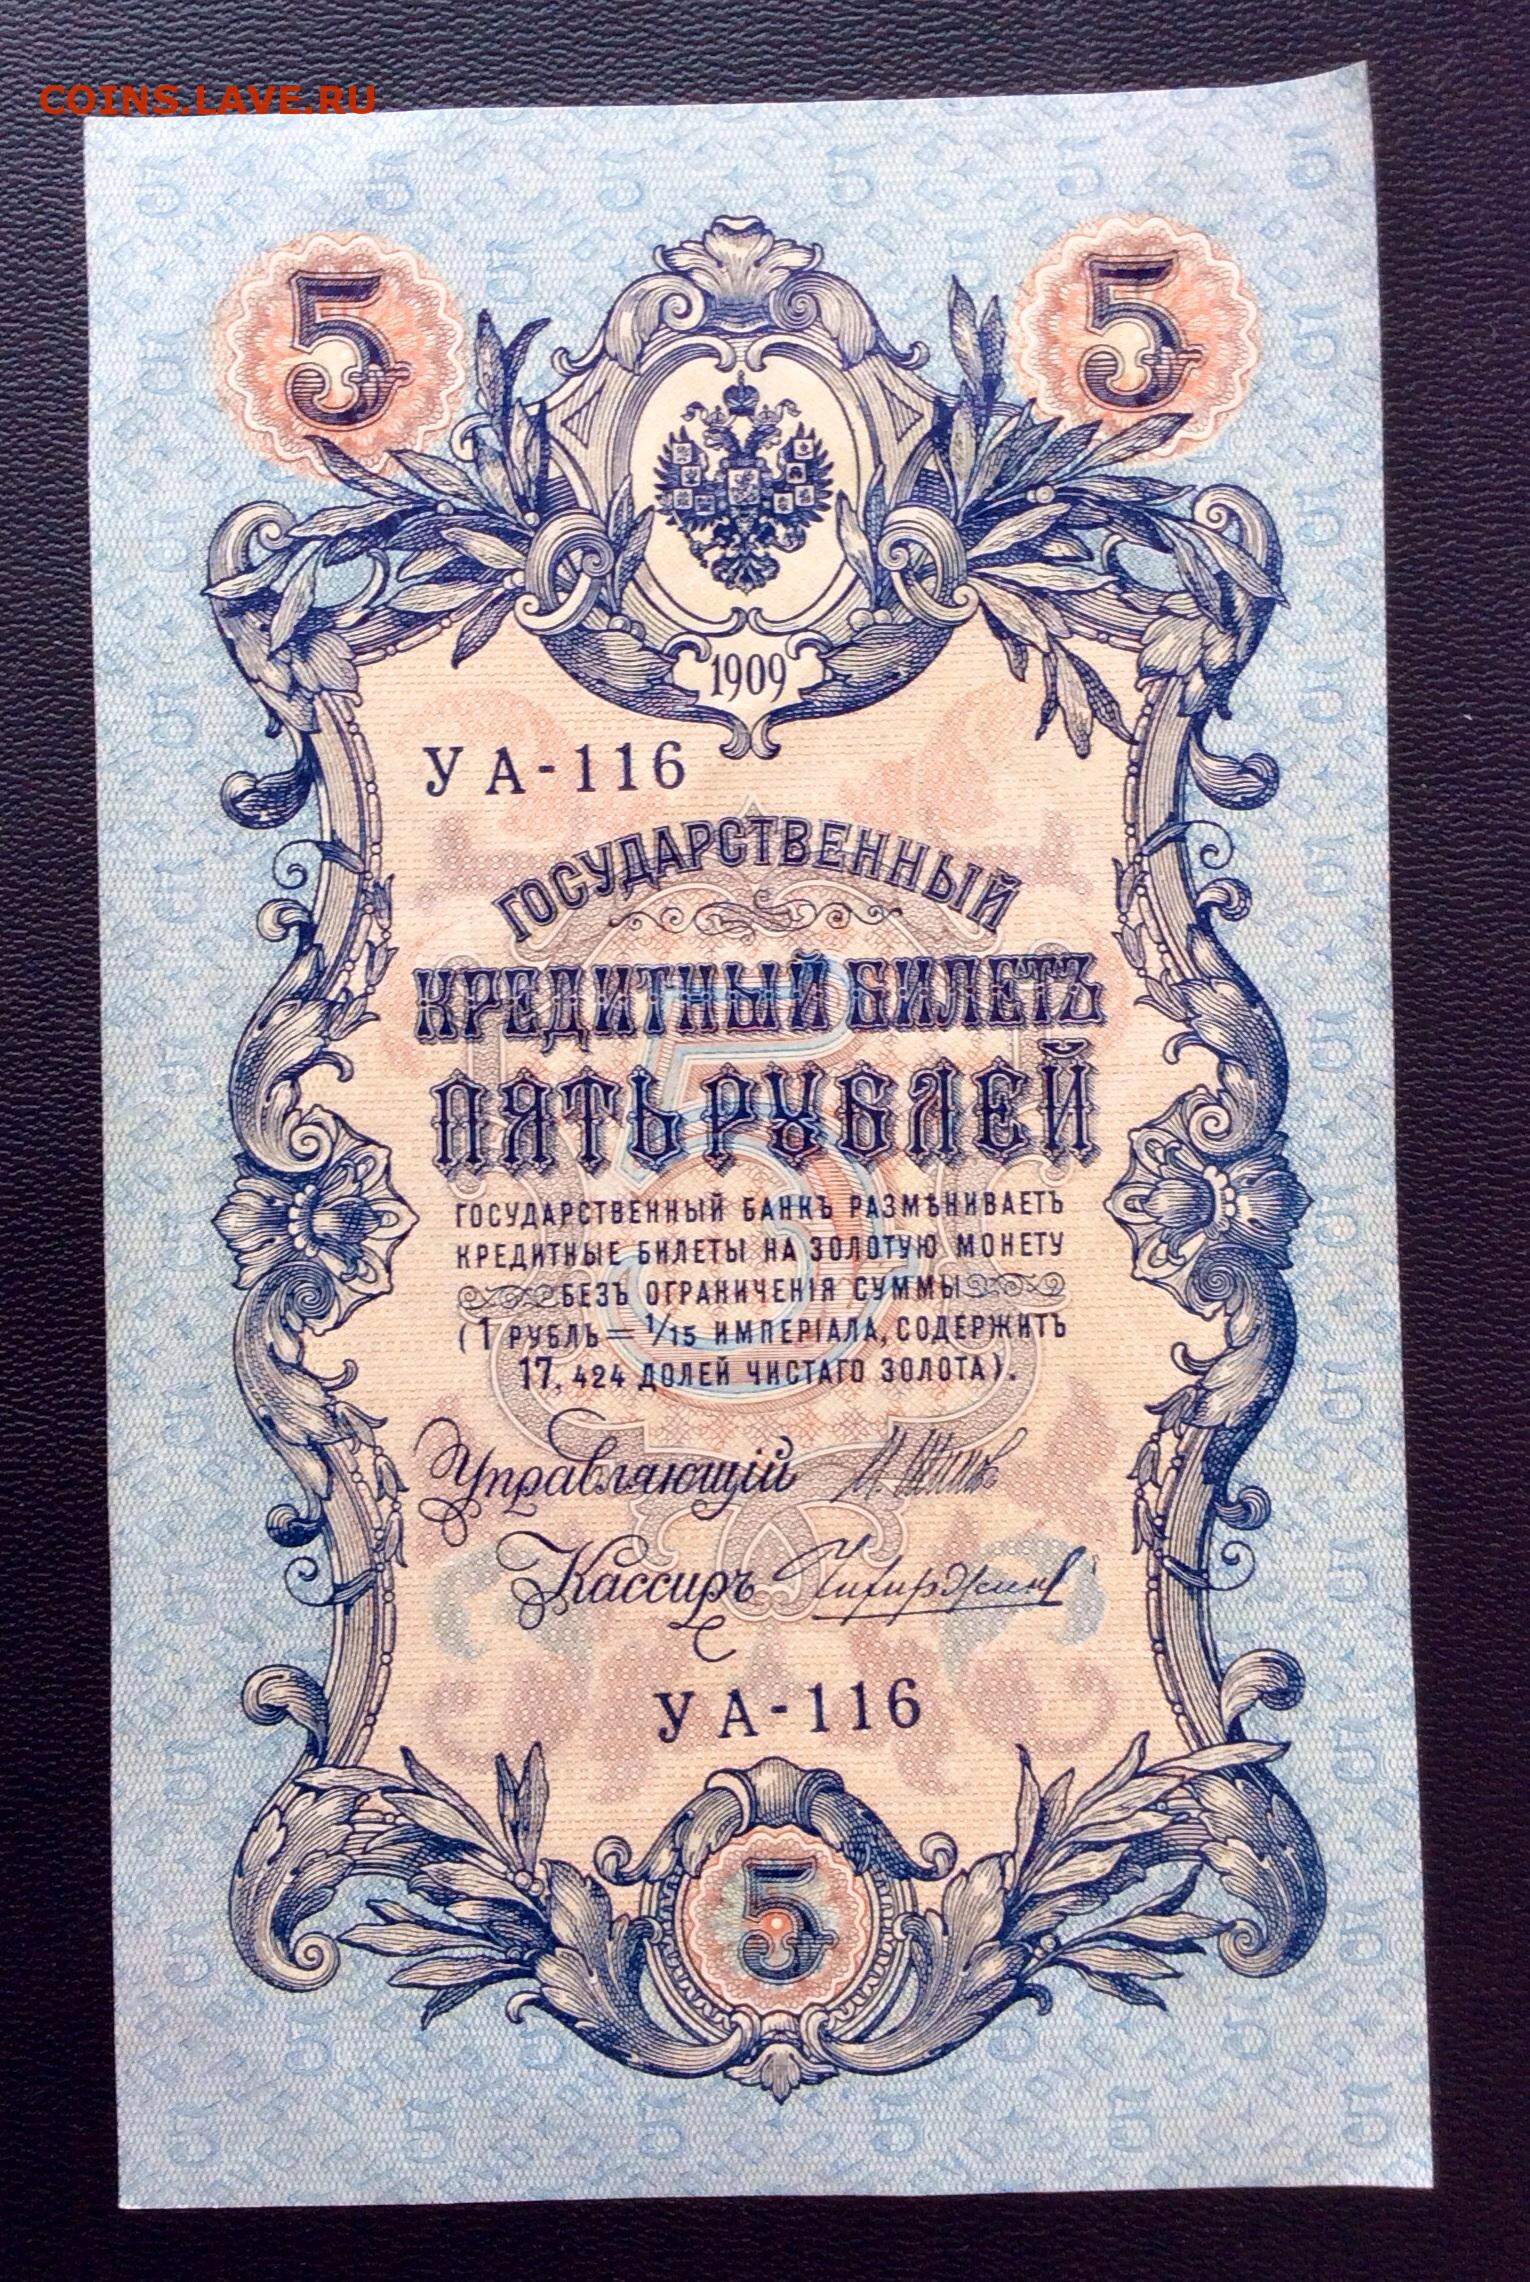 COINS.LAVE.RU
5 5
1909
УА-116
ГОСУДАРСТВЕННЫЙ
КРЕДИТНЫЙ БИЛЕТЪ
ПЯТЬ РУБЛЕЙ
ГОСУДАРСТВЕННЫЙ БАНКЪ РАЗМѢНИВАЕТЪ
КРЕДИТНЫЕ БИЛЕТЫ НА ЗОЛОТУЮ МОНЕТУ
БЕЗЪ ОГРАНИЧЕНІЯ СУММЫ
(1 РУБЛЬ = 1/15 ИМПЕРІАЛА, СОДЕРЖИТЪ
17,424 ДОЛЕЙ ЧИСТАГО ЗОЛОТА).
Управляющій
Кассиръ
УА-116
5